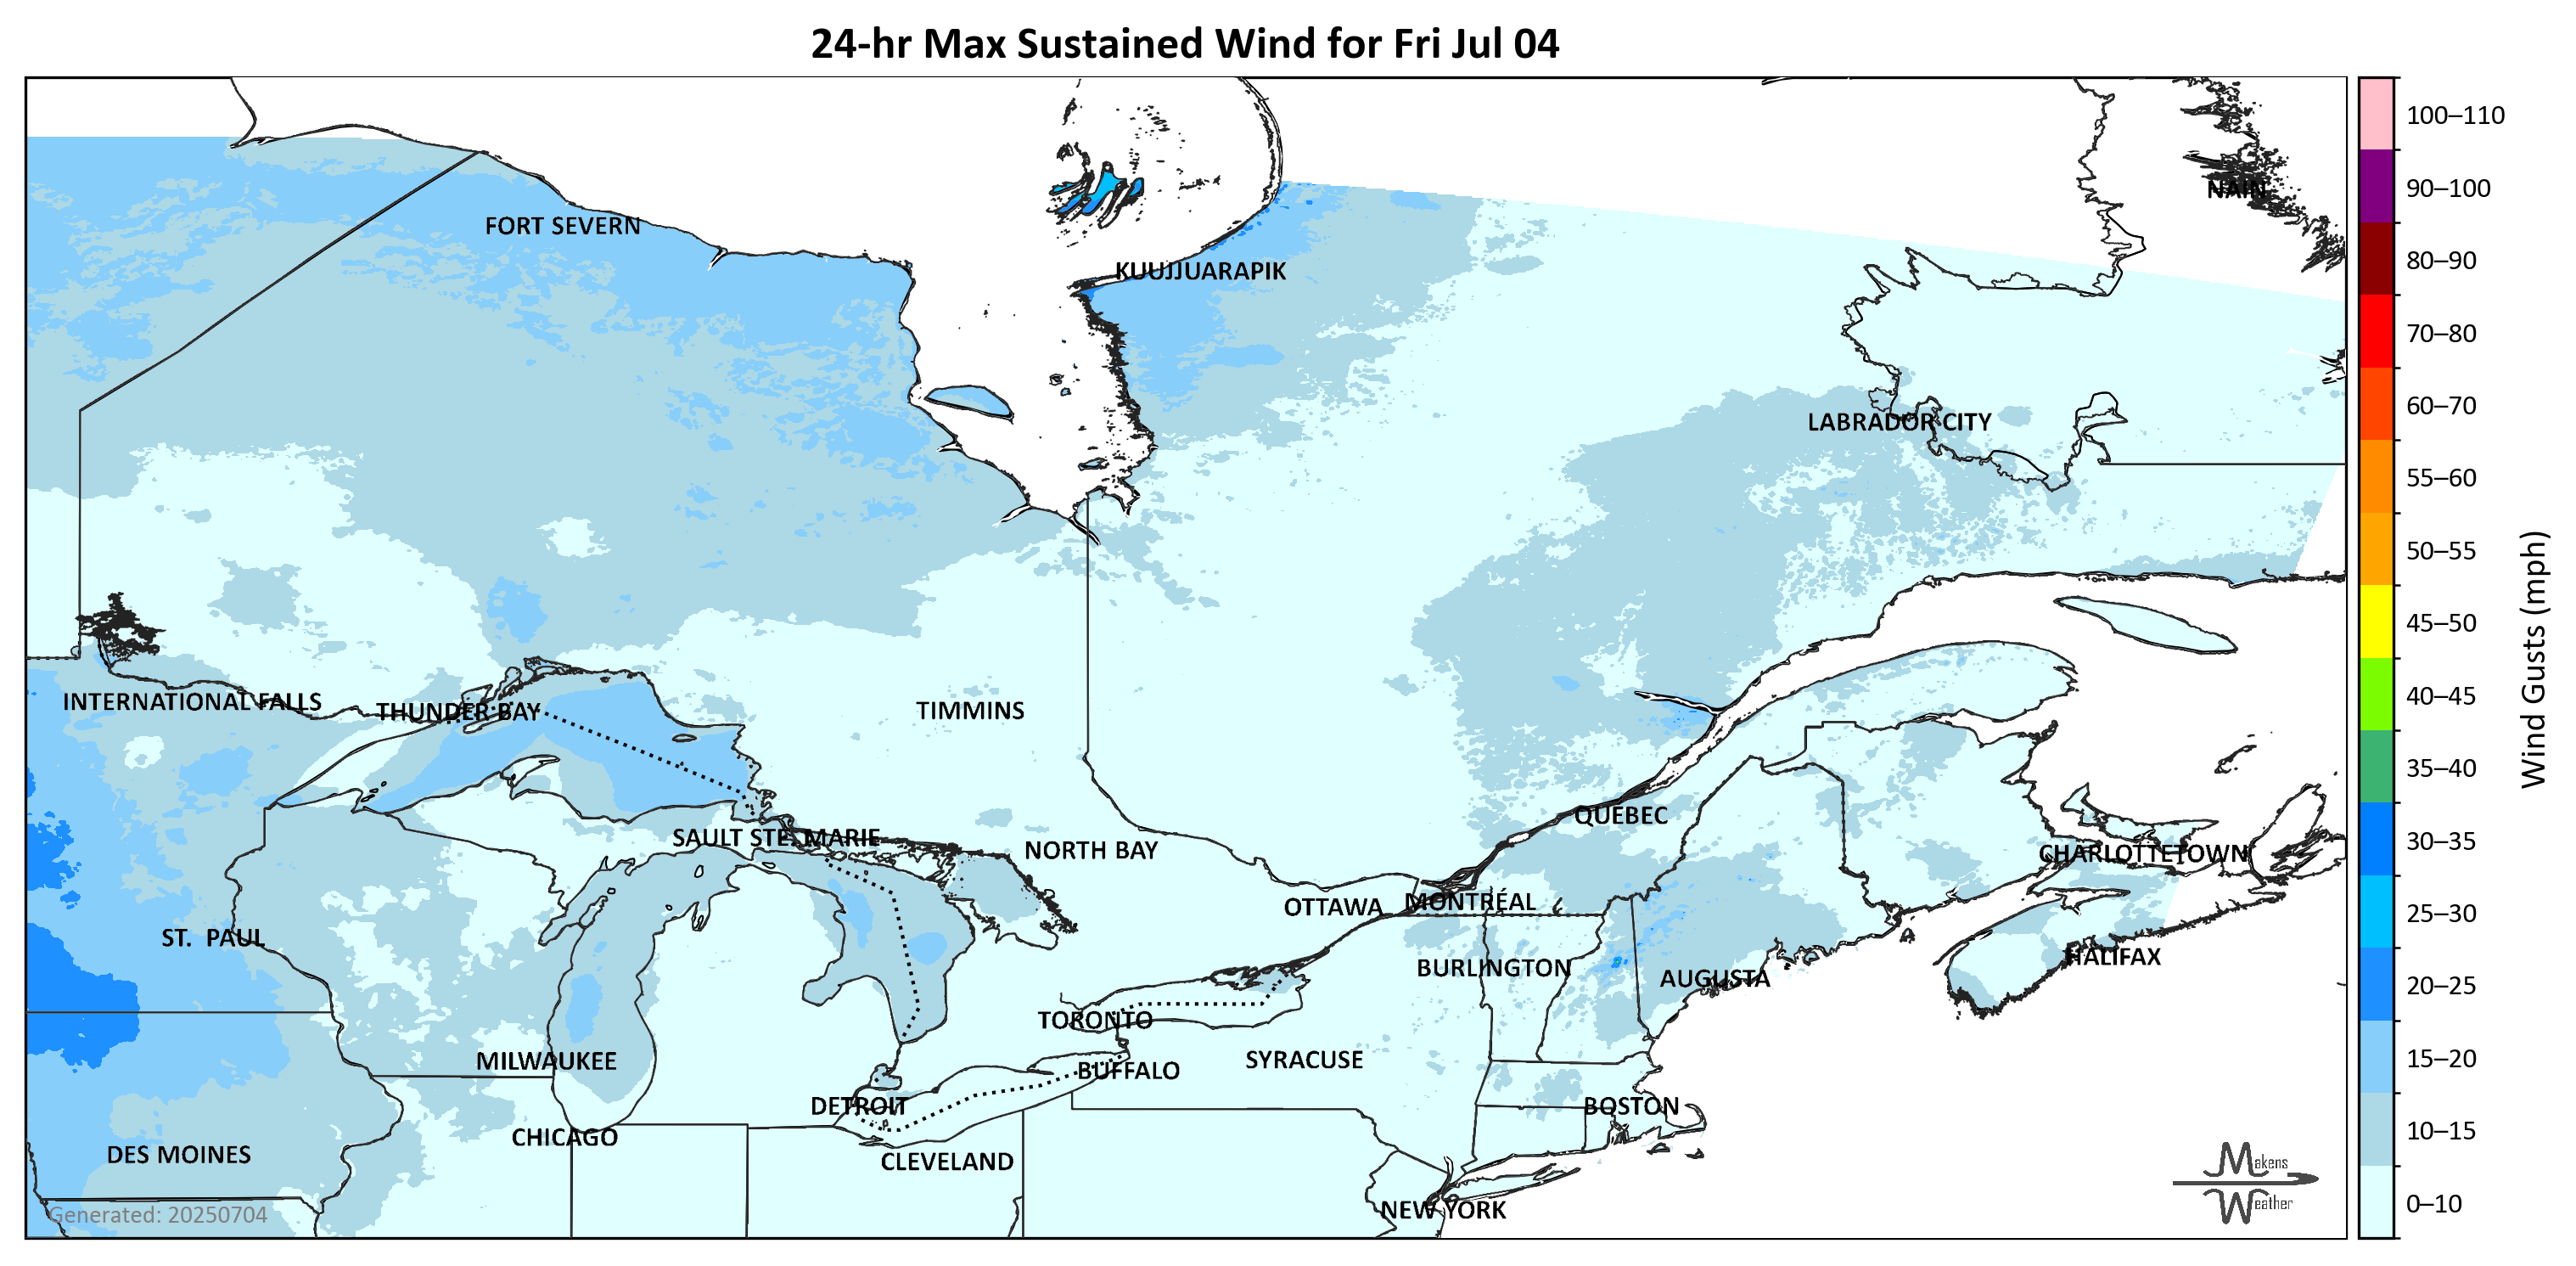 24-hr Max Sustained Wind for Fri Jul 04
100–110
90–100
80–90
70–80
60–70
55–60
50–55
45–50
40–45
35–40
30–35
25–30
20–25
15–20
10–15
0–10
Wind Gusts (mph)
NAIN
FORT SEVERN
KUUJJUARAPIK
LABRADOR CITY
INTERNATIONAL FALLS
THUNDER BAY
TIMMINS
QUEBEC
SAULT STE. MARIE
NORTH BAY
CHARLOTTETOWN
OTTAWA
MONTRÉAL
ST. PAUL
HALIFAX
BURLINGTON
AUGUSTA
TORONTO
MILWAUKEE
SYRACUSE
BUFFALO
DETROIT
BOSTON
CHICAGO
DES MOINES
CLEVELAND
NEW YORK
Generated: 20250704
Makens
Weather